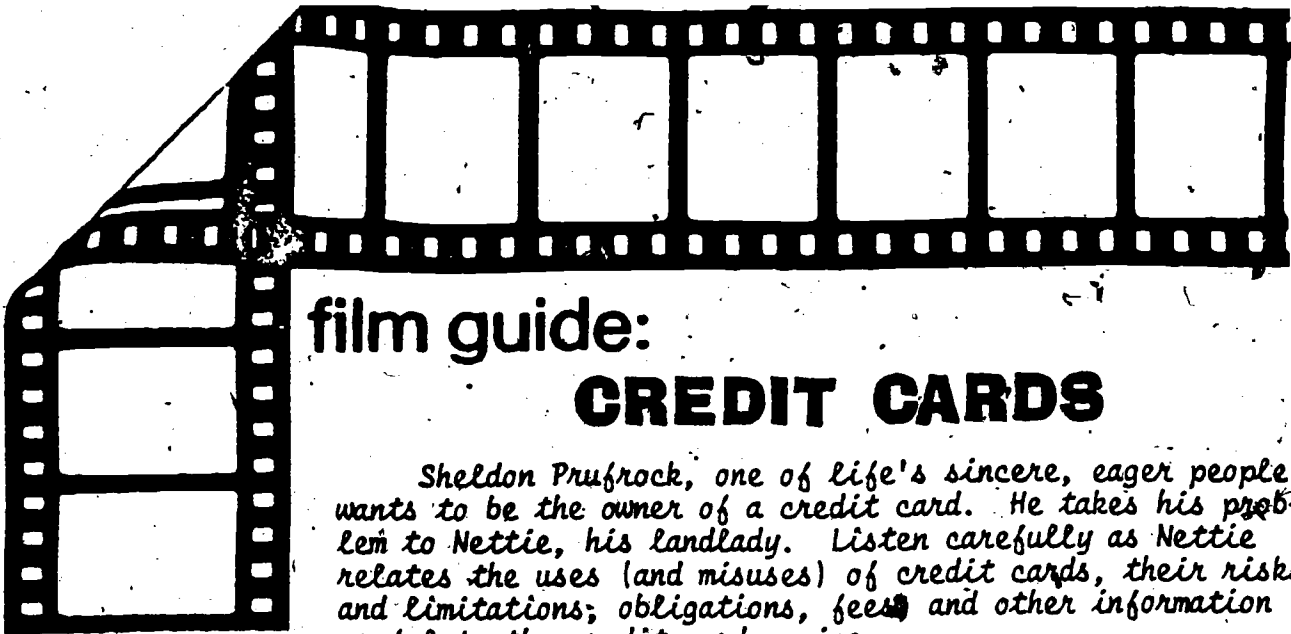 film guide:
CREDIT CARDS
Sheldon Prufrock, one of life's sincere, eager people
wants to be the owner of a credit card. He takes his prob-
lem to Nettie, his landlady. Listen carefully as Nettie
relates the uses (and misuses) of credit cards, their risks
and limitations; obligations, fees, and other information